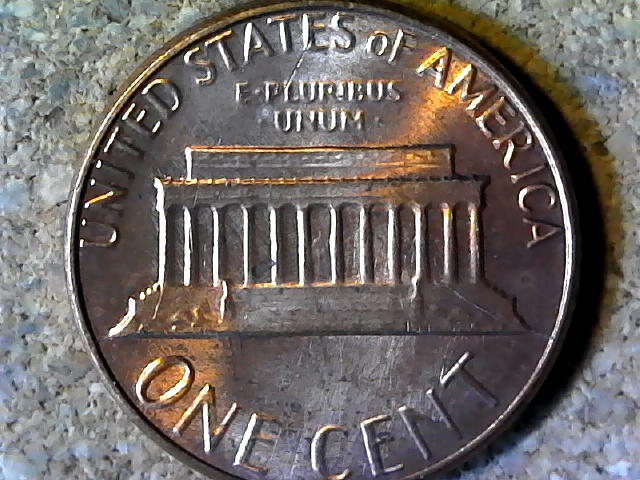 UNITED STATES OF AMERICA
E·PLURIBUS
UNUM
ONE CENT